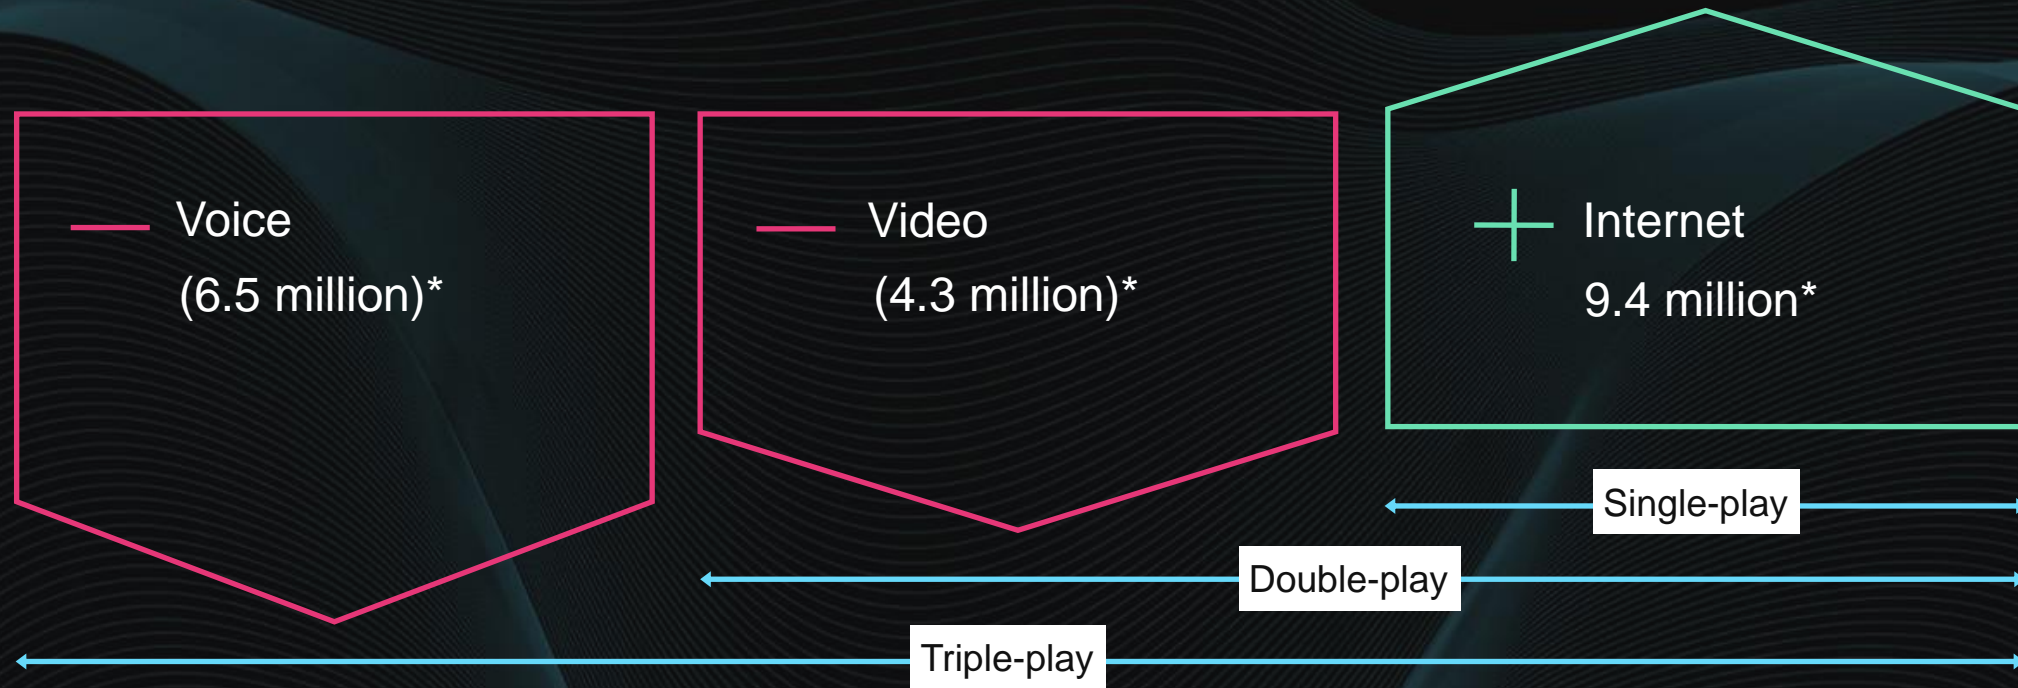 Voice
(6.5 million)*
Video
(4.3 million)*
Internet
9.4 million*
Single-play
Double-play
Triple-play